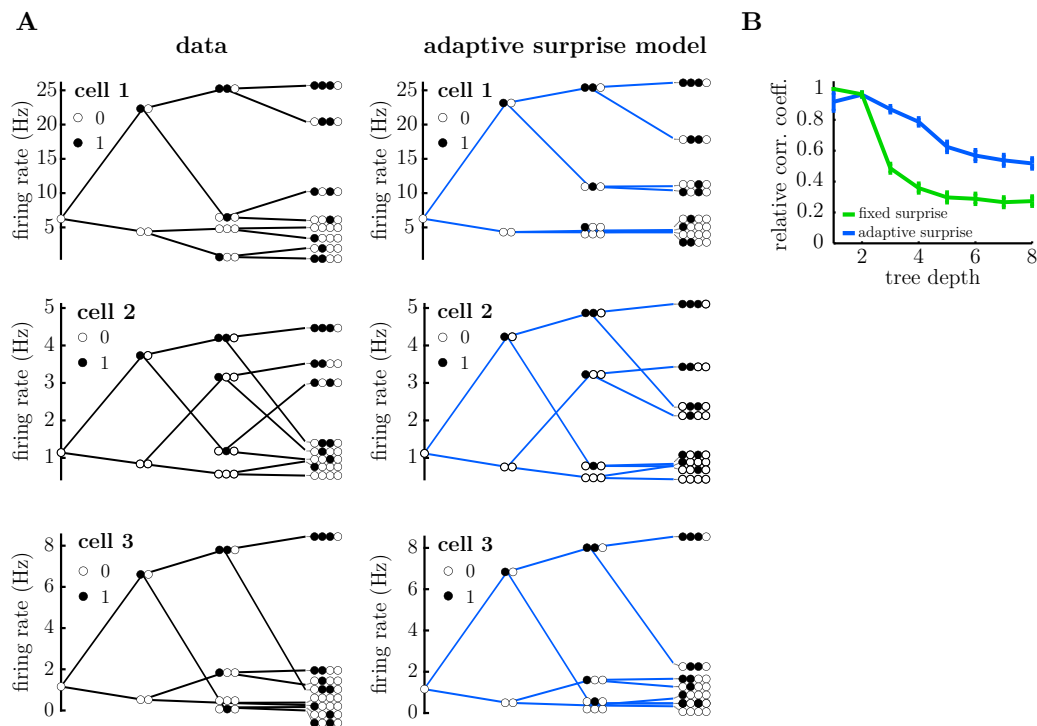 A
data
adaptive surprise model
B
firing rate (Hz)
25
20
15
10
5
cell 1
0
1
firing rate (Hz)
25
20
15
10
5
cell 1
0
1
relative corr. coeff.
1
0.8
0.6
0.4
0.2
0
fixed surprise
adaptive surprise
2
4
6
8
tree depth
firing rate (Hz)
5
4
3
2
1
cell 2
0
1
firing rate (Hz)
5
4
3
2
1
cell 2
0
1
firing rate (Hz)
8
6
4
2
0
cell 3
0
1
firing rate (Hz)
8
6
4
2
0
cell 3
0
1